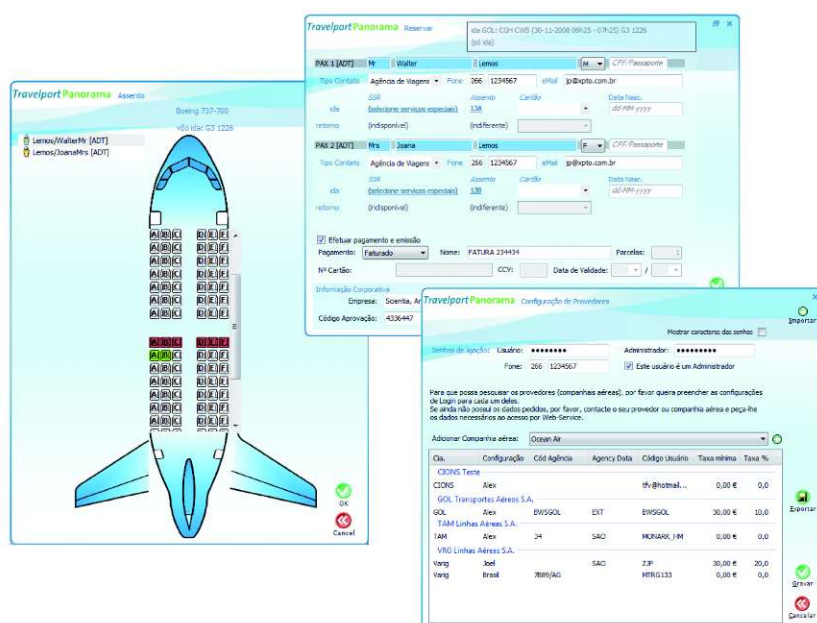 Travelport Panorama Assento
Boeing 737-700
vôo ida: G3 1226
Lemos/WalterMr [ADT]
Lemos/JoanaMrs [ADT]
A B C D E F
A B C D E F
A B C D E F
A B C D E F
A B C D E F
A B C D E F
A B C D E F
A B C D E F
A B C D E F
A B C D E F
A B C D E F
A B C D E F
A B C D E F
A B C D E F
OK
Cancel
Travelport Panorama Reservar
ida GOL: CGH CWB (30-11-2008 06h25 - 07h25) G3 1226
(só ida)
PAX 1 [ADT] Mr Walter Lemos M CPF/Passaporte
Tipo Contato Agência de Viagens Fone 266 1234567 eMail jp@xpto.com.br
SSR Assento Cartão Data Nasc.
ida (selecione serviços especiais) 13A dd-MM-yyyy
retorno (indisponível) (indiferente)
PAX 2 [ADT] Mrs Joana Lemos F CPF/Passaporte
Tipo Contato Agência de Viagens Fone 266 1234567 eMail jp@xpto.com.br
SSR Assento Cartão Data Nasc.
ida (selecione serviços especiais) 13B dd-MM-yyyy
retorno (indisponível) (indiferente)
Efetuar pagamento e emissão
Pagamento: Faturado Nome: FATURA 234434 Parcelas: 1
Nº Cartão: CCV: Data de Validade: /
Informação Corporativa
Empresa: Scientia, Ar
Código Aprovação: 4336447
Travelport Panorama Configuração de Provedores
Importar
Mostrar caracteres das senhas
Senhas de ligação: Usuário: ●●●●●●●● Administrador: ●●●●●●●●●
Fone: 266 1234567 Este usuário é um Administrador
Para que possa pesquisar os provedores (companhais aéreas), por favor queira preencher as configurações
de Login para cada um deles.
Se ainda não possui os dados pedidos, por favor, contacte o seu provedor ou companhia aérea e peça-lhe
os dados necessários ao acesso por Web-Service.
Adicionar Companhia aérea: Ocean Air
Cia. Configuração Cód Agência Agency Data Código Usuário Taxa mínima Taxa %
CIONS Teste
CIONS Alex tfv@hotmail... 0,00 € 0,0
GOL Transportes Aéreos S.A.
GOL Alex BWSGOL EXT BWSGOL 30,00 € 10,0
TAM Linhas Aéreas S.A.
TAM Alex 34 SAO MONARK_HM 0,00 € 0,0
VRG Linhas Aéreas S.A.
Varig Joel SAO 2JP 30,00 € 20,0
Varig Brasil 7889/AG MTRG133 0,00 € 0,0
Exportar
Gravar
Cancelar